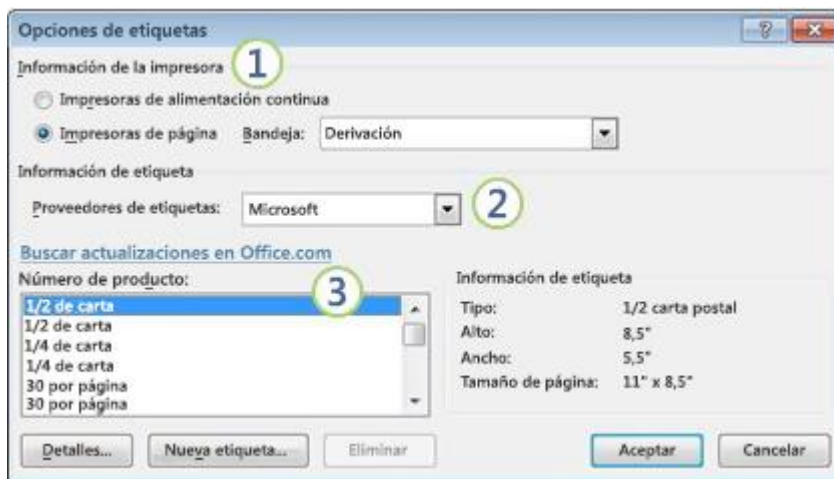 Opciones de etiquetas
Información de la impresora 1
Impresoras de alimentación continua
Impresoras de página Bandeja: Derivación
Información de etiqueta
Proveedores de etiquetas: Microsoft 2
Buscar actualizaciones en Office.com
Número de producto: 3
1/2 de carta
1/2 de carta
1/4 de carta
1/4 de carta
30 por página
30 por página
Información de etiqueta
Tipo: 1/2 carta postal
Alto: 8,5"
Ancho: 5,5"
Tamaño de página: 11" x 8,5"
Detalles... Nueva etiqueta... Eliminar Aceptar Cancelar